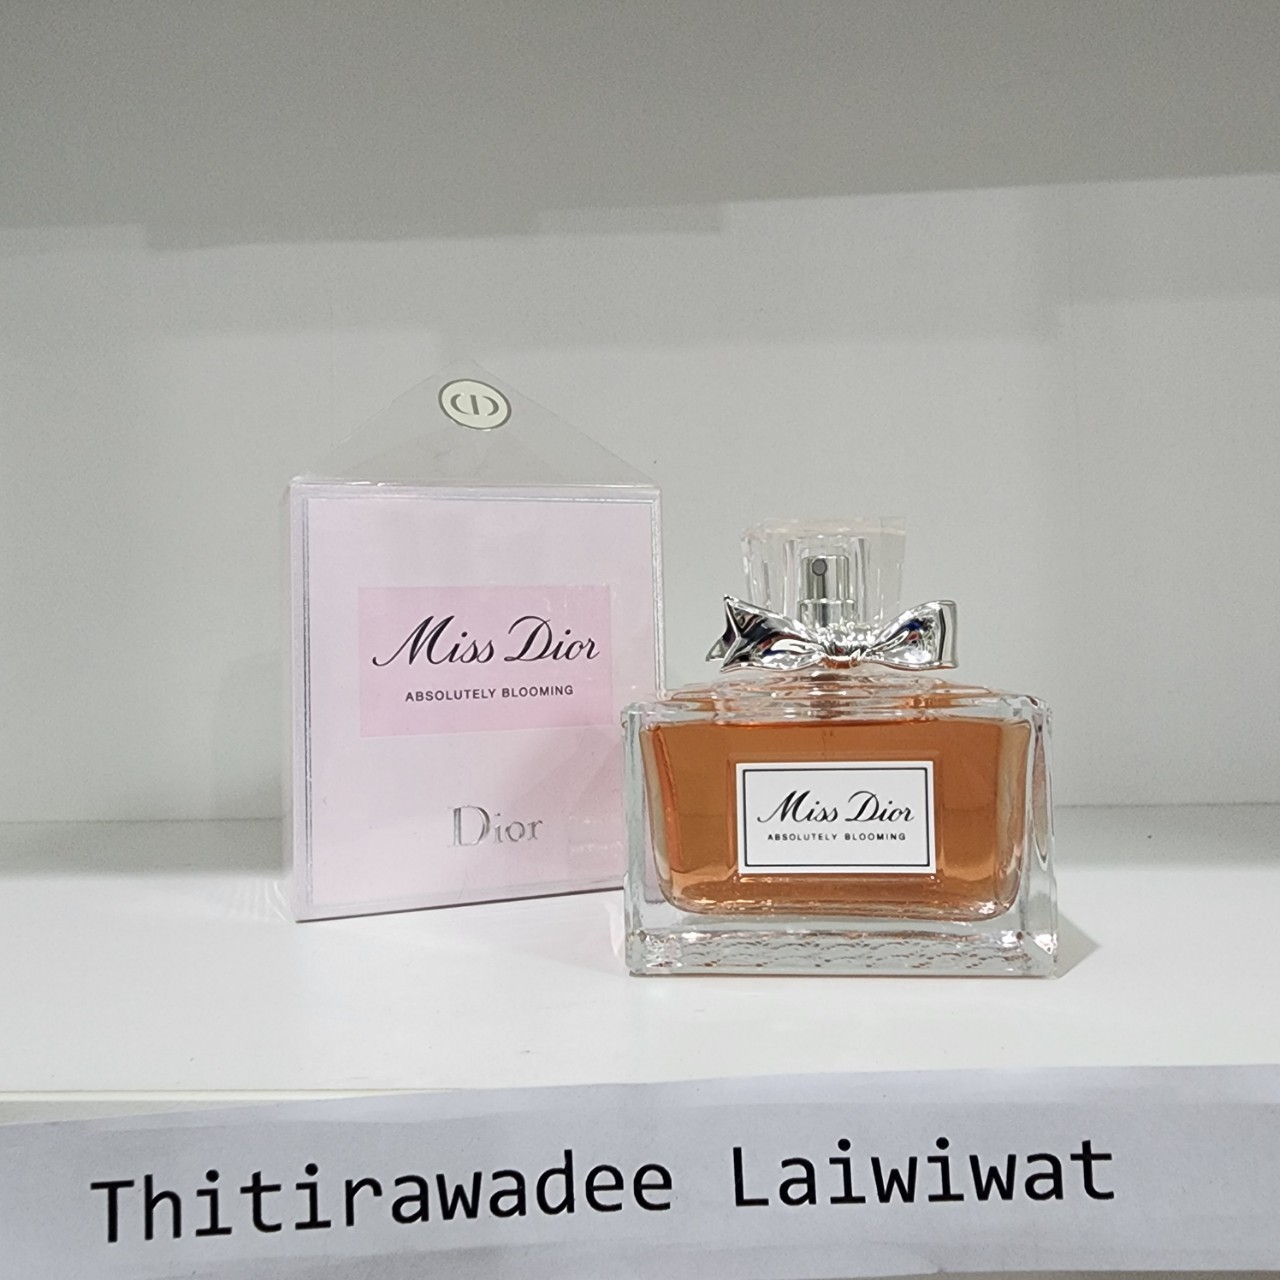 Miss Dior
ABSOLUTELY BLOOMING
Dior
Miss Dior
ABSOLUTELY BLOOMING
Thitirawadee Laiwiwat